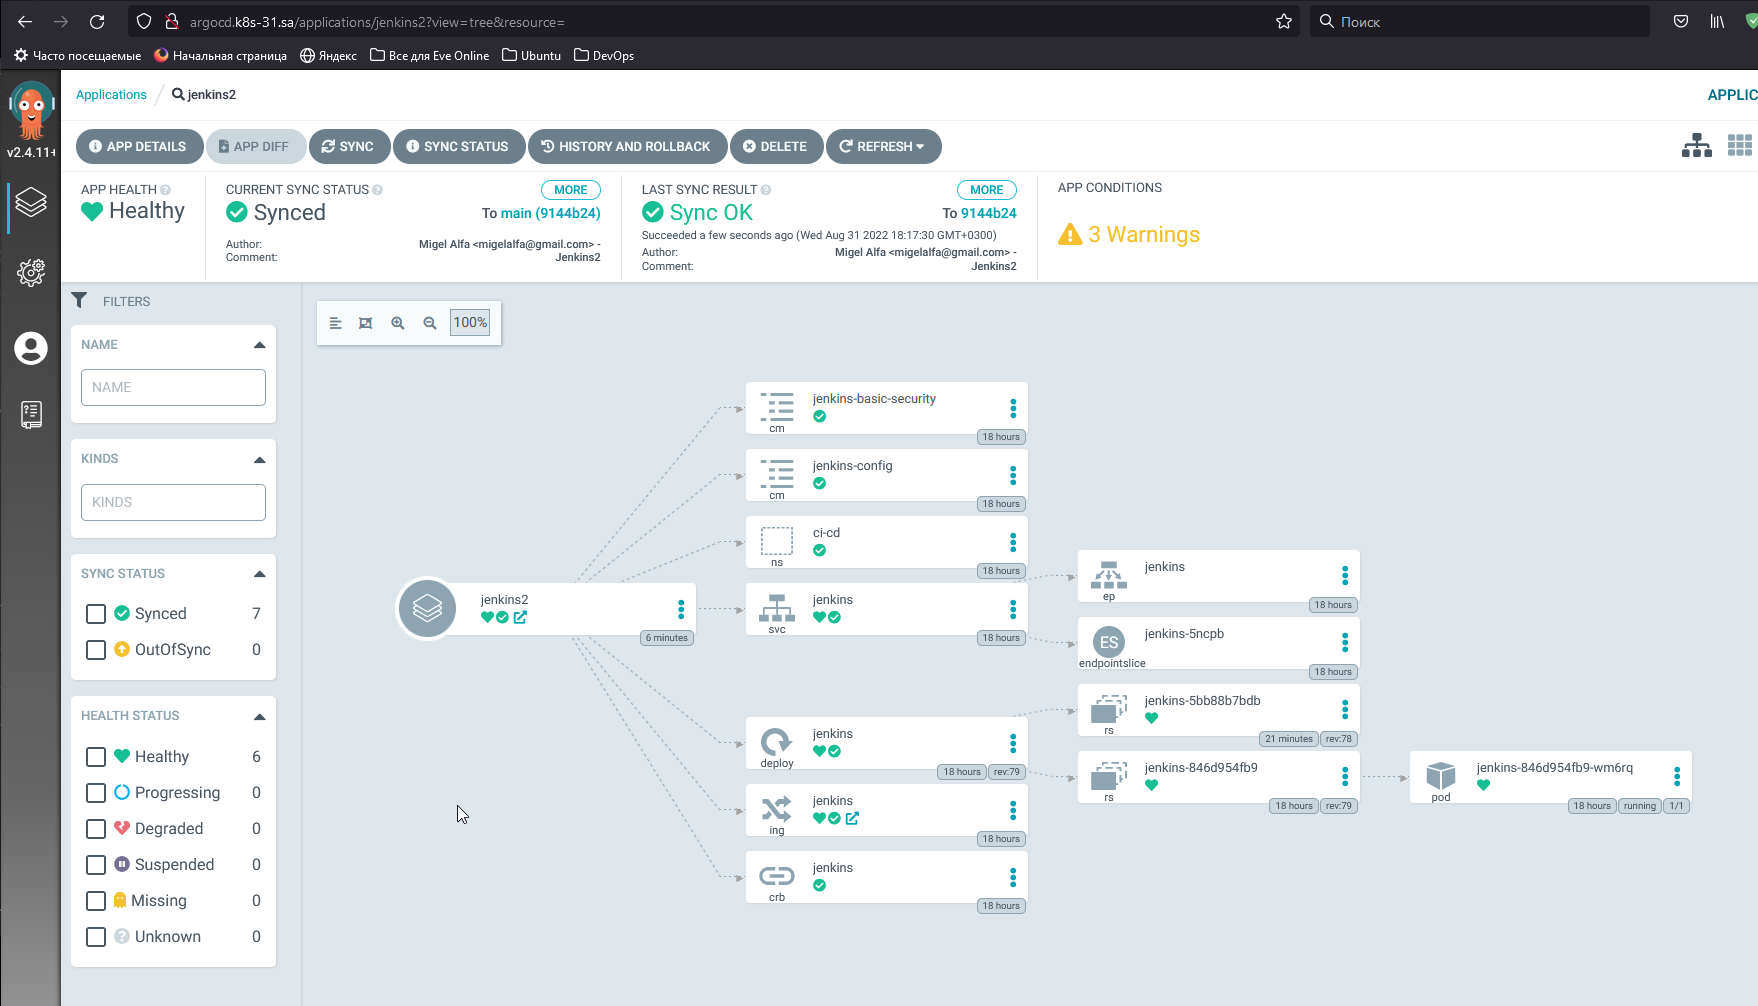 argocd.k8s-31.sa/applications/jenkins2?view=tree&resource=
Поиск
Часто посещаемые
Начальная страница
Яндекс
Все для Eve Online
Ubuntu
DevOps
v2.4.11+
Applications
jenkins2
APPLIC
APP DETAILS
APP DIFF
SYNC
SYNC STATUS
HISTORY AND ROLLBACK
DELETE
REFRESH
APP HEALTH
Healthy
CURRENT SYNC STATUS
MORE
Synced
To main (9144b24)
Author:
Migel Alfa <migelalfa@gmail.com> -
Comment:
Jenkins2
LAST SYNC RESULT
MORE
Sync OK
To 9144b24
Succeeded a few seconds ago (Wed Aug 31 2022 18:17:30 GMT+0300)
Author:
Migel Alfa <migelalfa@gmail.com> -
Comment:
Jenkins2
APP CONDITIONS
3 Warnings
FILTERS
NAME
NAME
KINDS
KINDS
SYNC STATUS
Synced 7
OutOfSync 0
HEALTH STATUS
Healthy 6
Progressing 0
Degraded 0
Suspended 0
Missing 0
Unknown 0
100%
jenkins2
6 minutes
jenkins-basic-security
cm
18 hours
jenkins-config
cm
18 hours
ci-cd
ns
18 hours
jenkins
svc
18 hours
jenkins
deploy
18 hours
rev:79
jenkins
ing
18 hours
jenkins
crb
18 hours
jenkins
ep
18 hours
ES
jenkins-5ncpb
endpointslice
18 hours
jenkins-5bb88b7bdb
rs
21 minutes
rev:78
jenkins-846d954fb9
rs
18 hours
rev:79
jenkins-846d954fb9-wm6rq
pod
18 hours
running
1/1